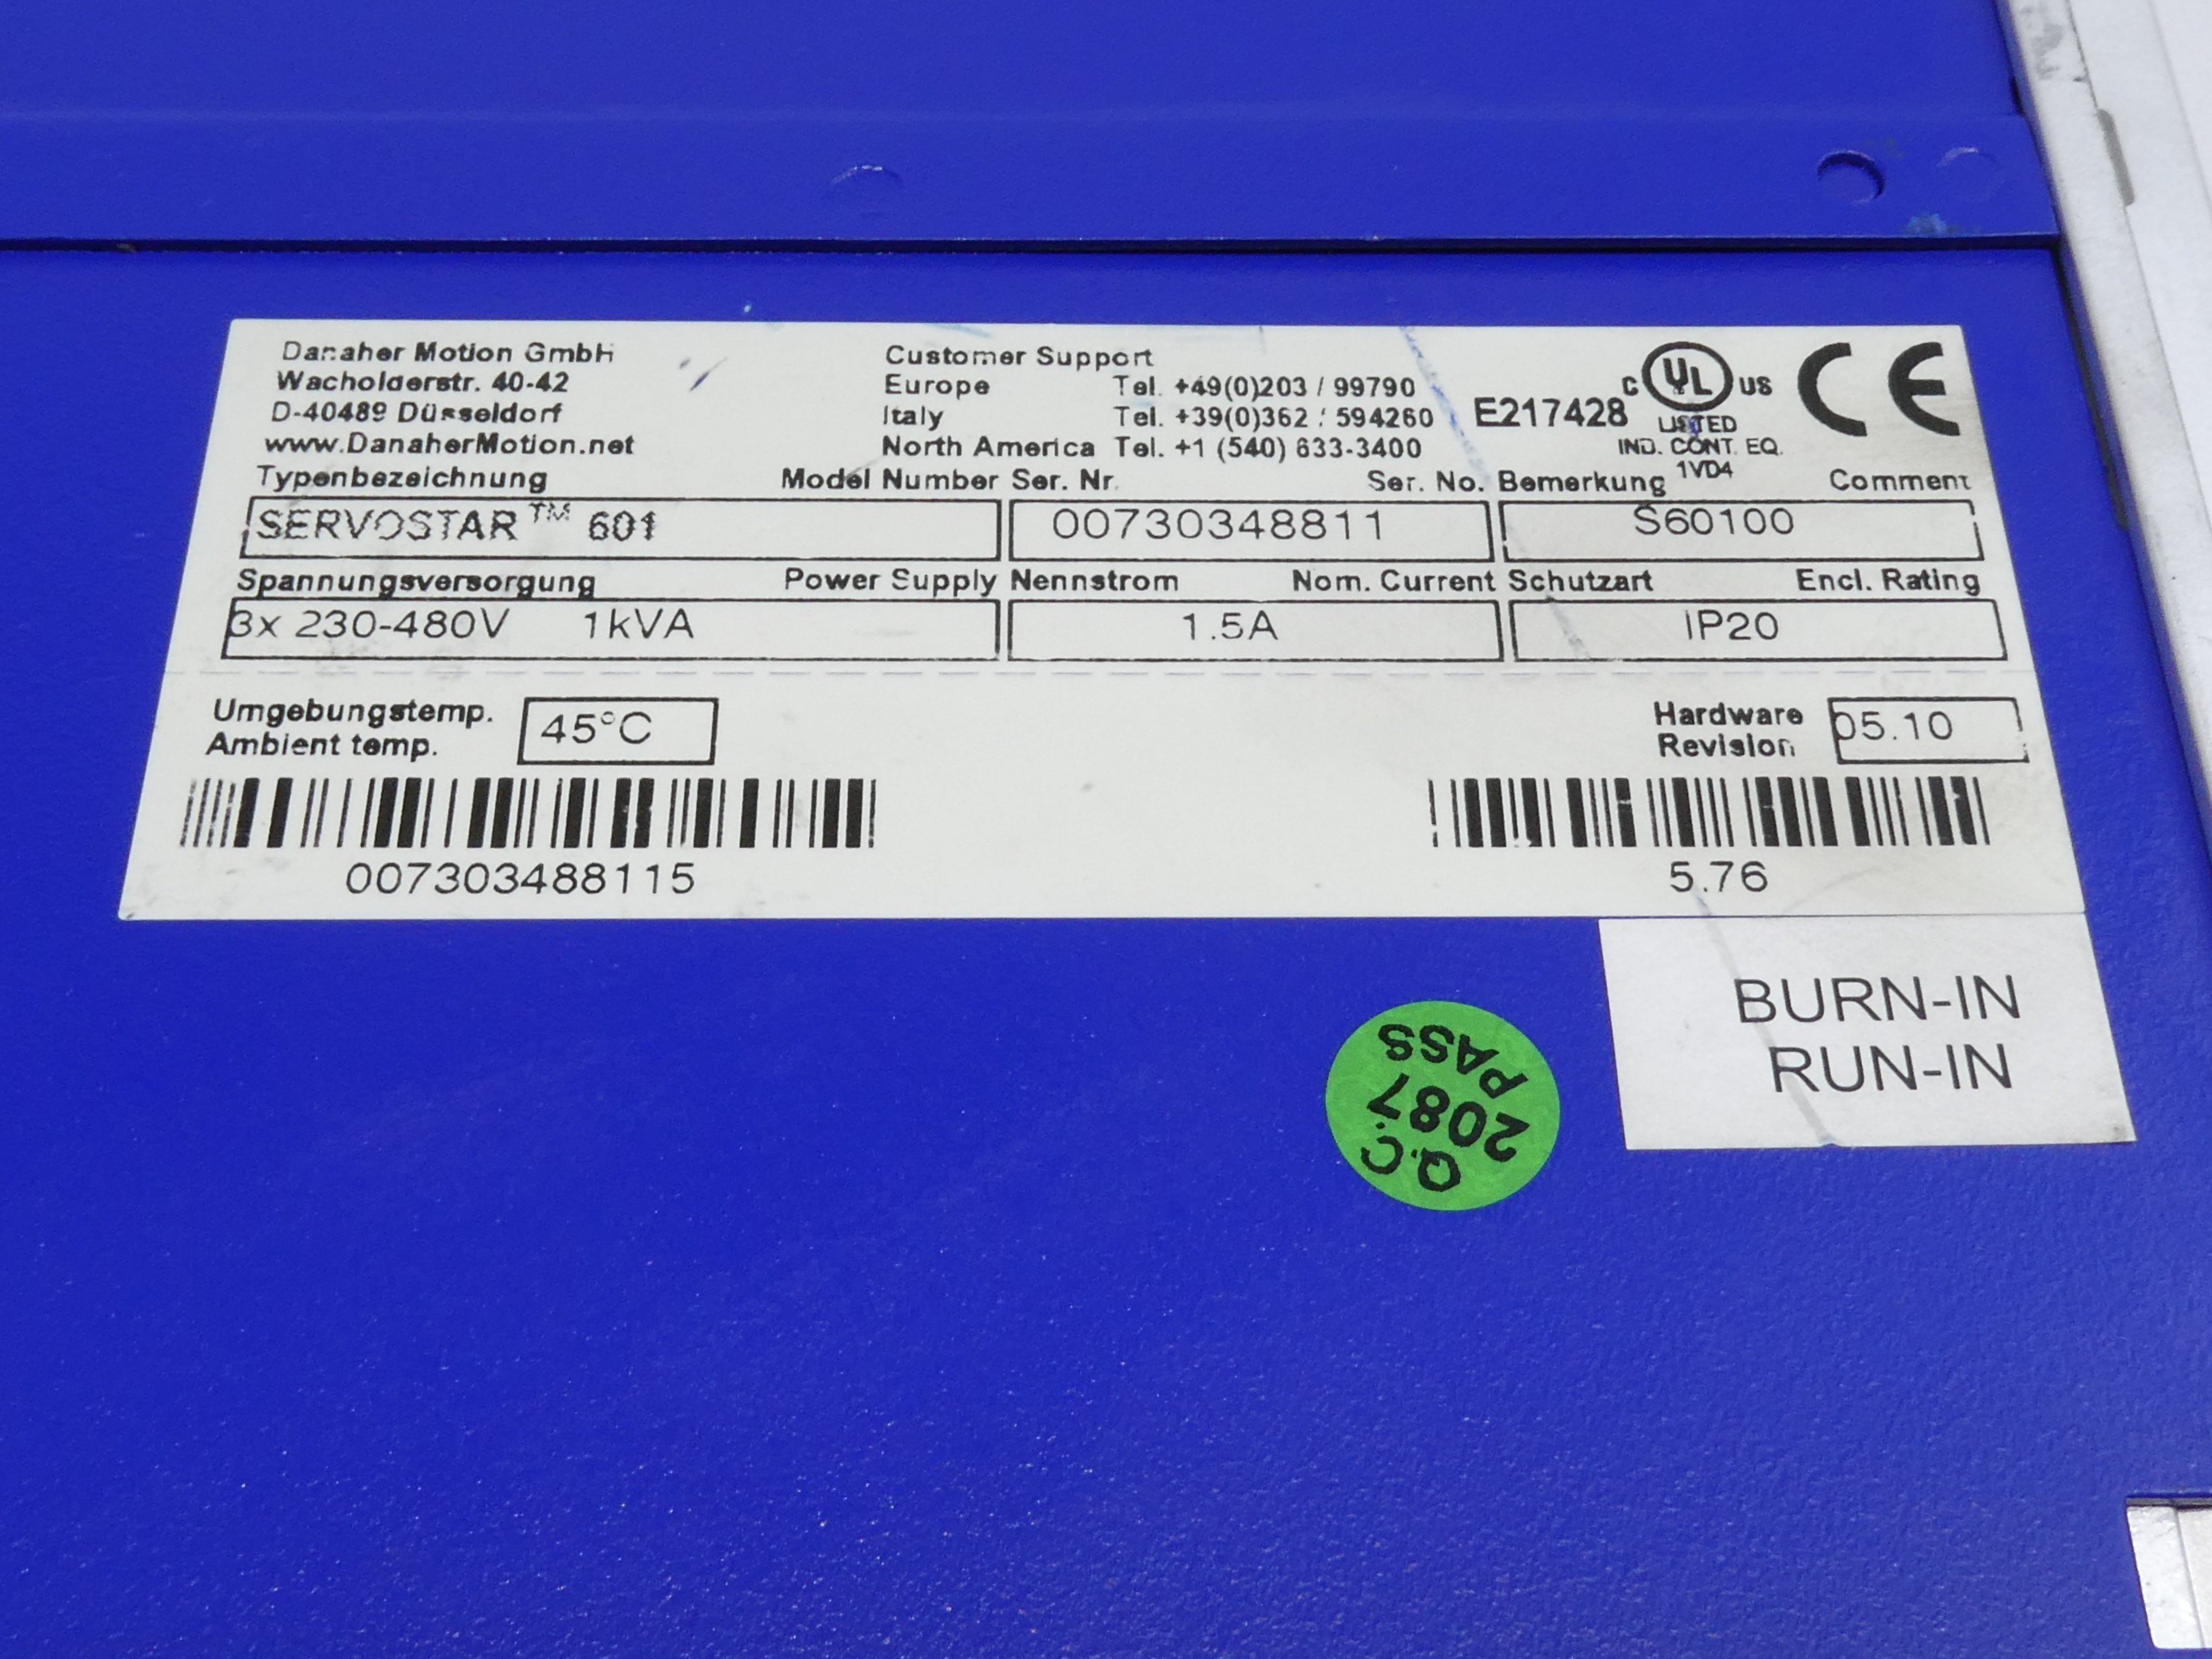 Danaher Motion GmbH
Wacholderstr. 40-42
D-40489 Düsseldorf
www.DanaherMotion.net
Customer Support
Europe Tel. +49(0)203 / 99790
Italy Tel. +39(0)362 / 594260
North America Tel. +1 (540) 633-3400
E217428
C UL US
LISTED
IND. CONT. EQ.
1VD4
CE
Typenbezeichnung Model Number Ser. Nr. Ser. No. Bemerkung Comment
SERVOSTAR™ 601 00730348811 S60100
Spannungsversorgung Power Supply Nennstrom Nom. Current Schutzart Encl. Rating
3x 230-480V 1kVA 1.5A IP20
Umgebungstemp.
Ambient temp.
45°C
Hardware
Revision
05.10
007303488115
5.76
BURN-IN
RUN-IN
Q.C.
2087
PASS